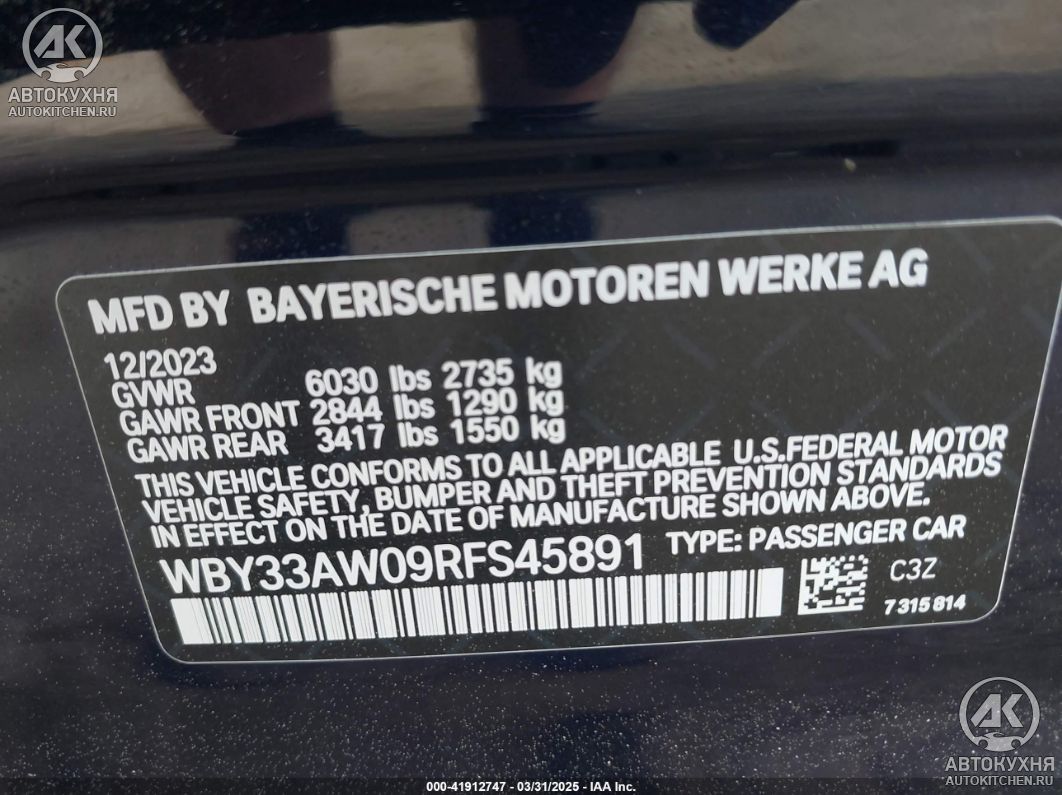 AK
АВТОКУХНЯ
AUTOKITCHEN.RU
MFD BY BAYERISCHE MOTOREN WERKE AG
12/2023
GVWR 6030 lbs 2735 kg
GAWR FRONT 2844 lbs 1290 kg
GAWR REAR 3417 lbs 1550 kg
THIS VEHICLE CONFORMS TO ALL APPLICABLE U.S.FEDERAL MOTOR
VEHICLE SAFETY, BUMPER AND THEFT PREVENTION STANDARDS
IN EFFECT ON THE DATE OF MANUFACTURE SHOWN ABOVE.
WBY33AW09RFS45891 TYPE: PASSENGER CAR
C3Z
7315814
AK
АВТОКУХНЯ
AUTOKITCHEN.RU
000-41912747 - 03/31/2025 - IAA Inc.